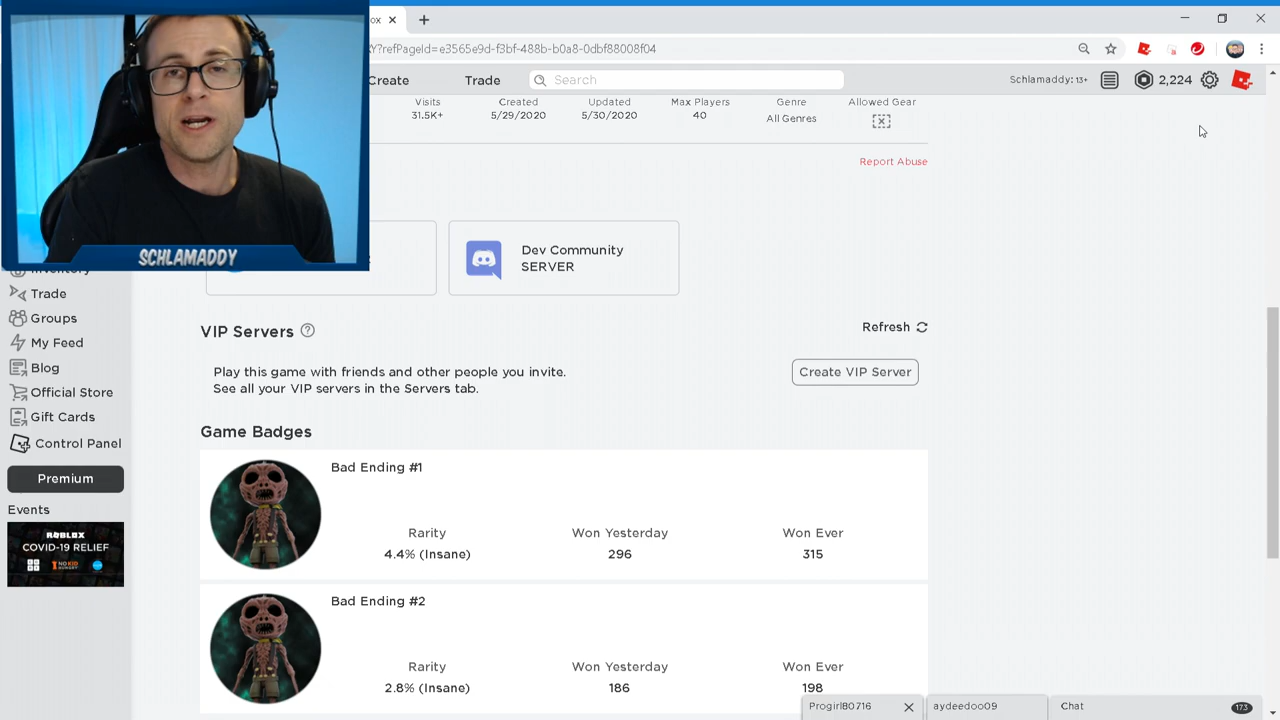 ox
?refPageId=e3565e9d-f3bf-488b-b0a8-0dbf88008f04
Create
Trade
Search
Schlamaddy: 13+
2,224
Visits
31.5K+
Created
5/29/2020
Updated
5/30/2020
Max Players
40
Genre
All Genres
Allowed Gear
Report Abuse
SCHLAMADDY
Dev Community
SERVER
Inventory
Trade
Groups
My Feed
Blog
Official Store
Gift Cards
Control Panel
Premium
Events
ROBLOX
COVID-19 RELIEF
VIP Servers
Refresh
Play this game with friends and other people you invite.
See all your VIP servers in the Servers tab.
Create VIP Server
Game Badges
Bad Ending #1
Rarity
4.4% (Insane)
Won Yesterday
296
Won Ever
315
Bad Ending #2
Rarity
2.8% (Insane)
Won Yesterday
186
Won Ever
198
Progirl80716
aydeedoo09
Chat
173